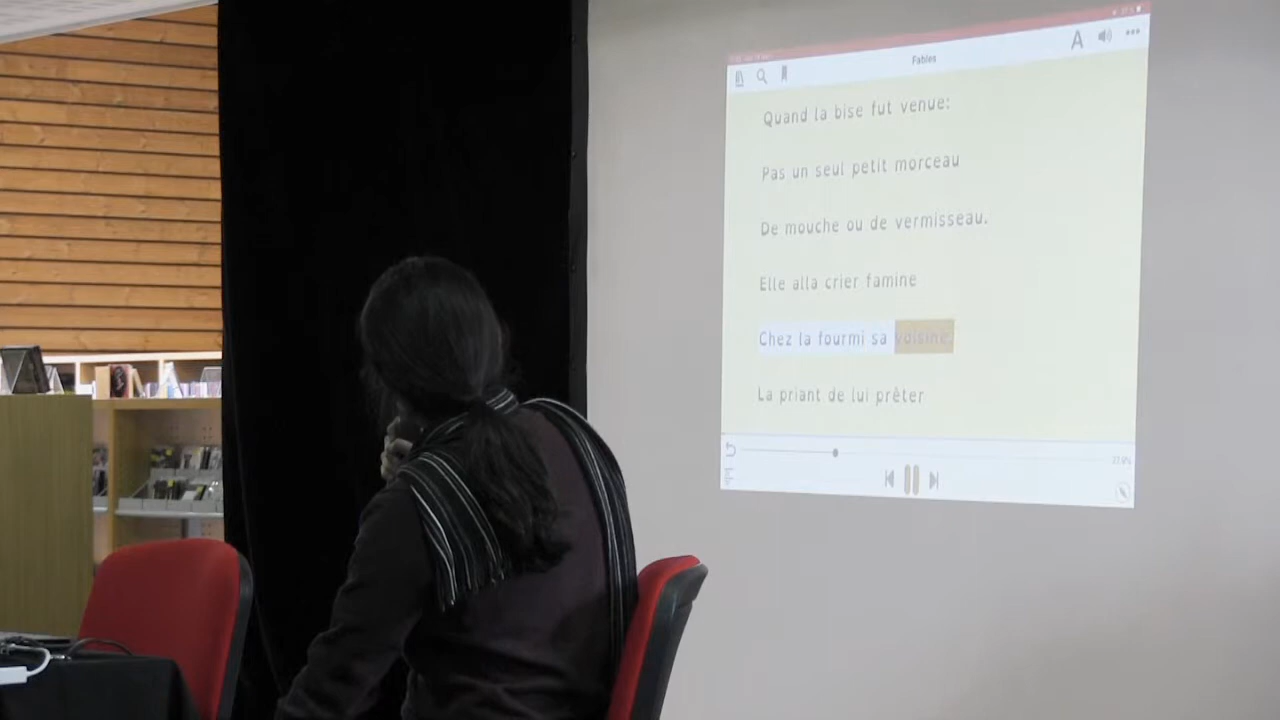 Fables
Quand la bise fut venue:
Pas un seul petit morceau
De mouche ou de vermisseau.
Elle alla crier famine
Chez la fourmi sa voisine,
La priant de lui prêter